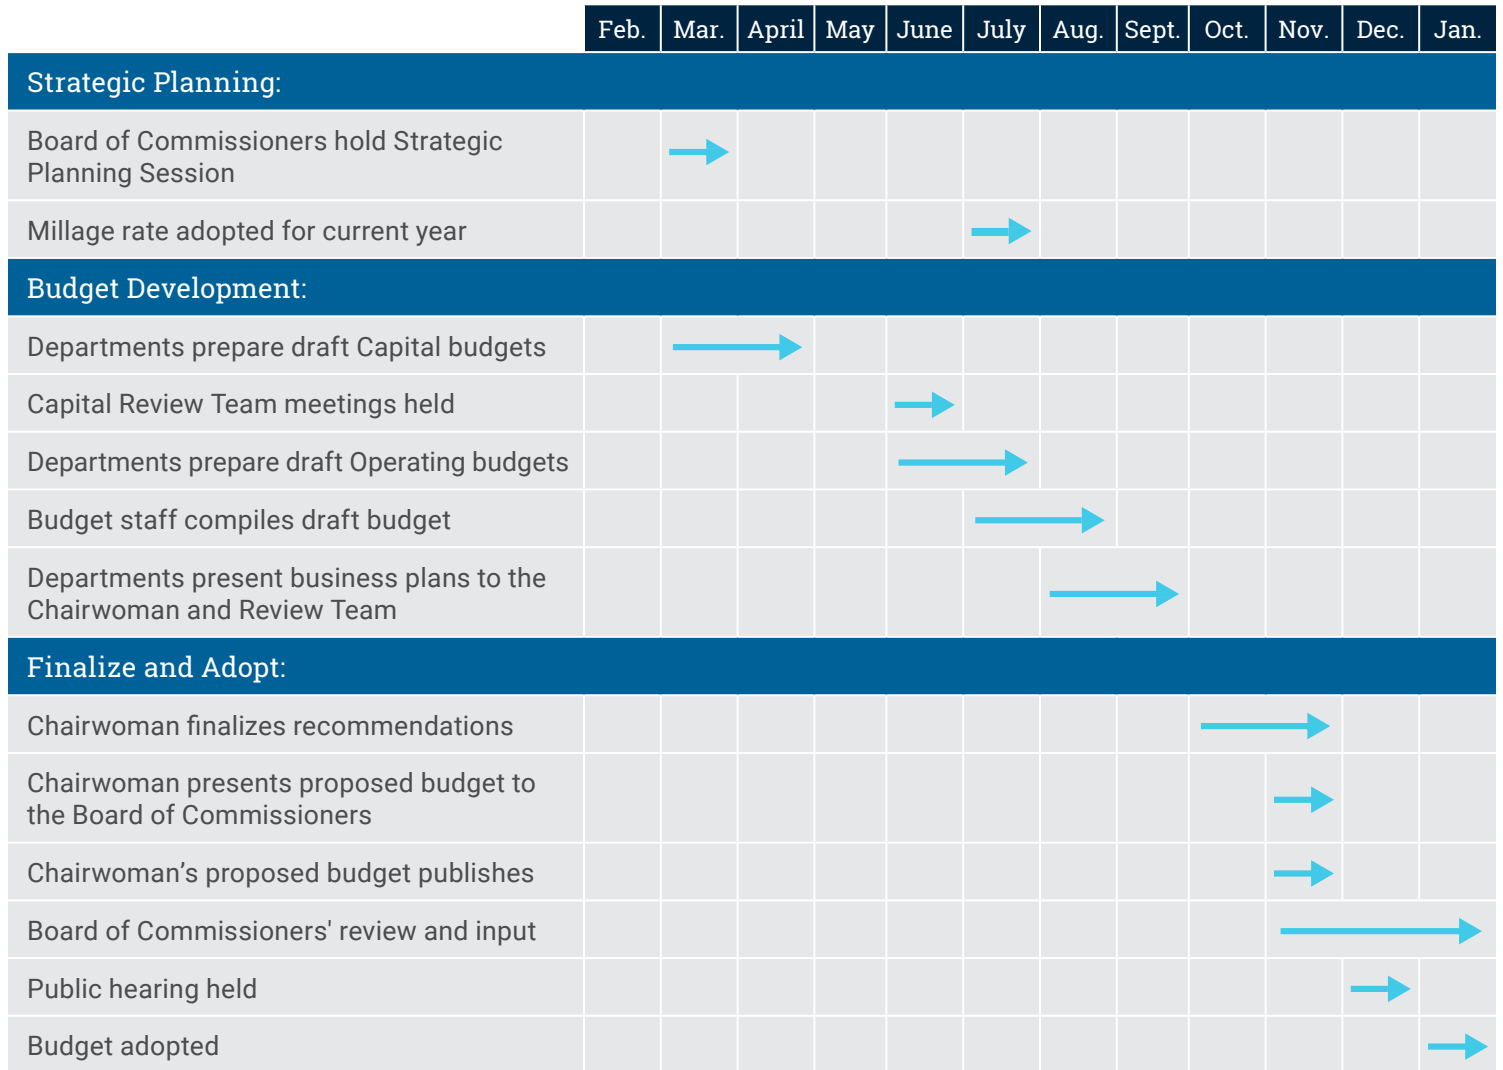 Feb. Mar. April May June July Aug. Sept. Oct. Nov. Dec. Jan.
Strategic Planning:
Board of Commissioners hold Strategic
Planning Session
Millage rate adopted for current year
Budget Development:
Departments prepare draft Capital budgets
Capital Review Team meetings held
Departments prepare draft Operating budgets
Budget staff compiles draft budget
Departments present business plans to the
Chairwoman and Review Team
Finalize and Adopt:
Chairwoman finalizes recommendations
Chairwoman presents proposed budget to
the Board of Commissioners
Chairwoman’s proposed budget publishes
Board of Commissioners' review and input
Public hearing held
Budget adopted